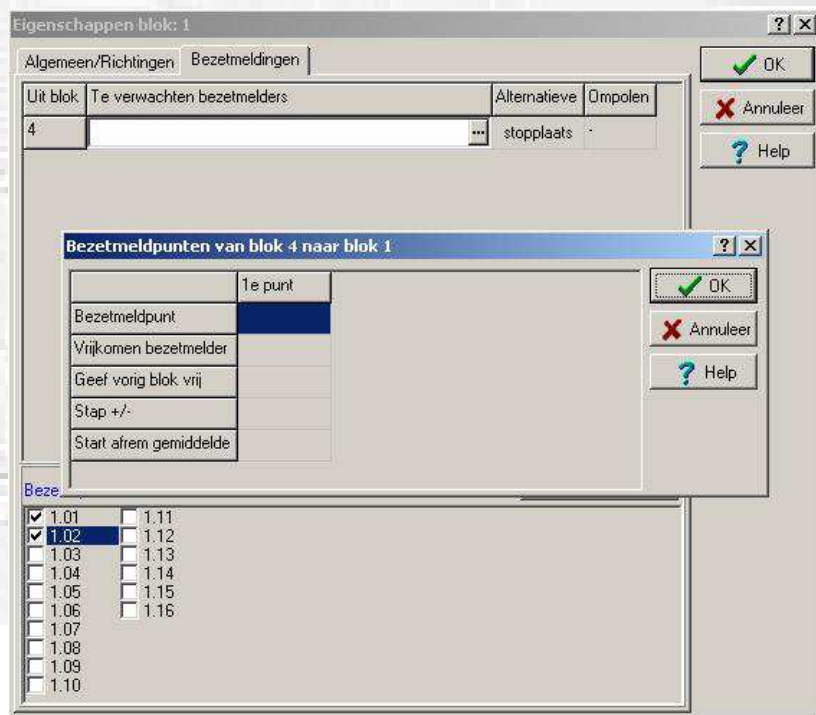 Eigenschappen blok: 1
Algemeen/Richtingen Bezetmeldingen
OK
Annuleer
Help
Uit blok Te verwachten bezetmelders Alternatieve Ompolen
4 ... stopplaats -
Bezetmeldpunten van blok 4 naar blok 1
1e punt
Bezetmeldpunt
Vrijkomen bezetmelder
Geef vorig blok vrij
Stap +/-
Start afrem gemiddelde
OK
Annuleer
Help
Beze
1.01 1.11
1.02 1.12
1.03 1.13
1.04 1.14
1.05 1.15
1.06 1.16
1.07
1.08
1.09
1.10